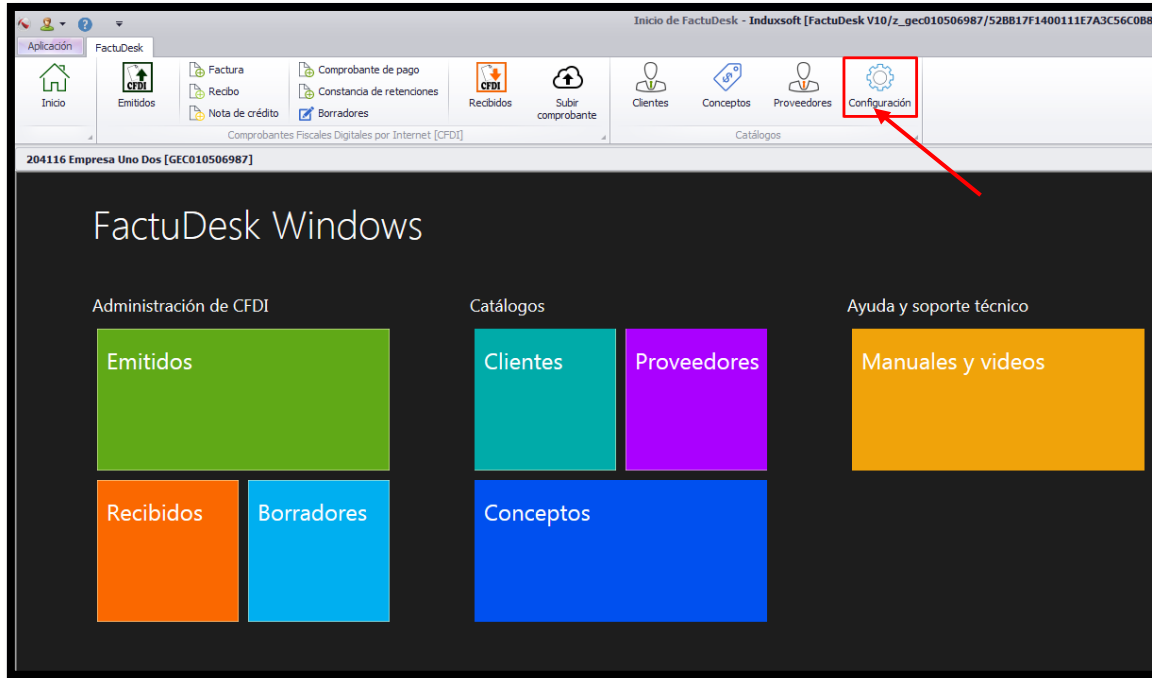 Inicio de FactuDesk - Induxsoft [FactuDesk V10/z_gec010506987/52BB17F1400111E7A3C56C0B8
Aplicación FactuDesk
Inicio
CFDI
Emitidos
Factura
Recibo
Nota de crédito
Comprobante de pago
Constancia de retenciones
Borradores
CFDI
Recibidos
Subir
comprobante
Clientes
Conceptos
Proveedores
Configuración
Comprobantes Fiscales Digitales por Internet [CFDI]
Catálogos
204116 Empresa Uno Dos [GEC010506987]
FactuDesk Windows
Administración de CFDI
Emitidos
Recibidos
Borradores
Catálogos
Clientes
Proveedores
Conceptos
Ayuda y soporte técnico
Manuales y videos